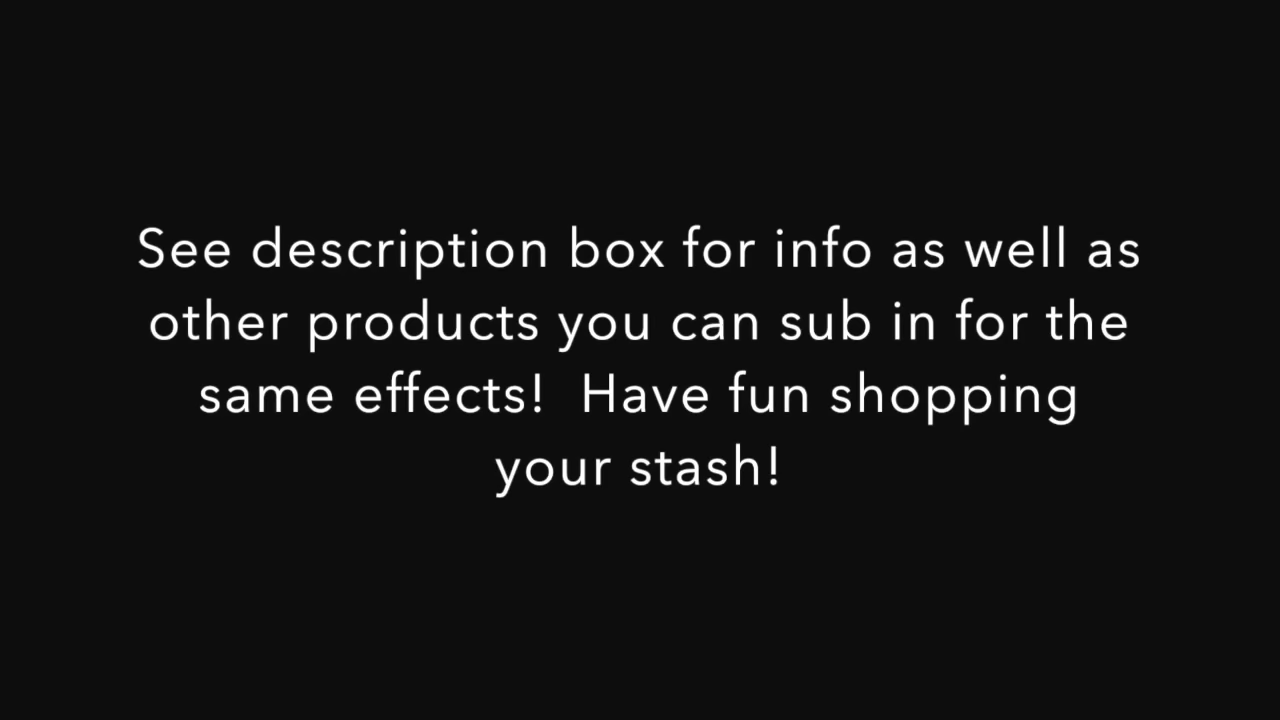 See description box for info as well as
other products you can sub in for the
same effects!  Have fun shopping
your stash!